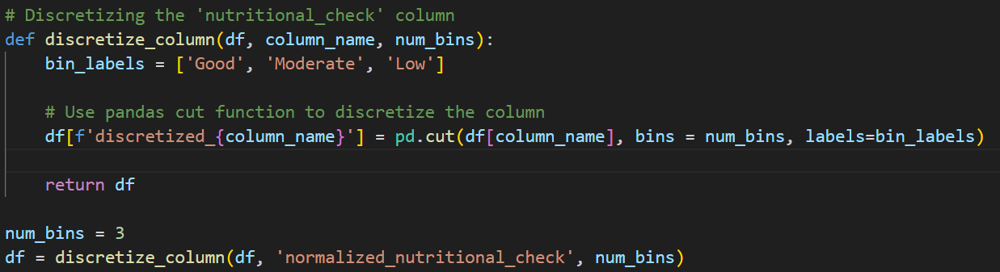 # Discretizing the 'nutritional_check' column
def discretize_column(df, column_name, num_bins):
    bin_labels = ['Good', 'Moderate', 'Low']
    # Use pandas cut function to discretize the column
    df[f'discretized_{column_name}'] = pd.cut(df[column_name], bins = num_bins, labels=bin_labels)
    return df
num_bins = 3
df = discretize_column(df, 'normalized_nutritional_check', num_bins)